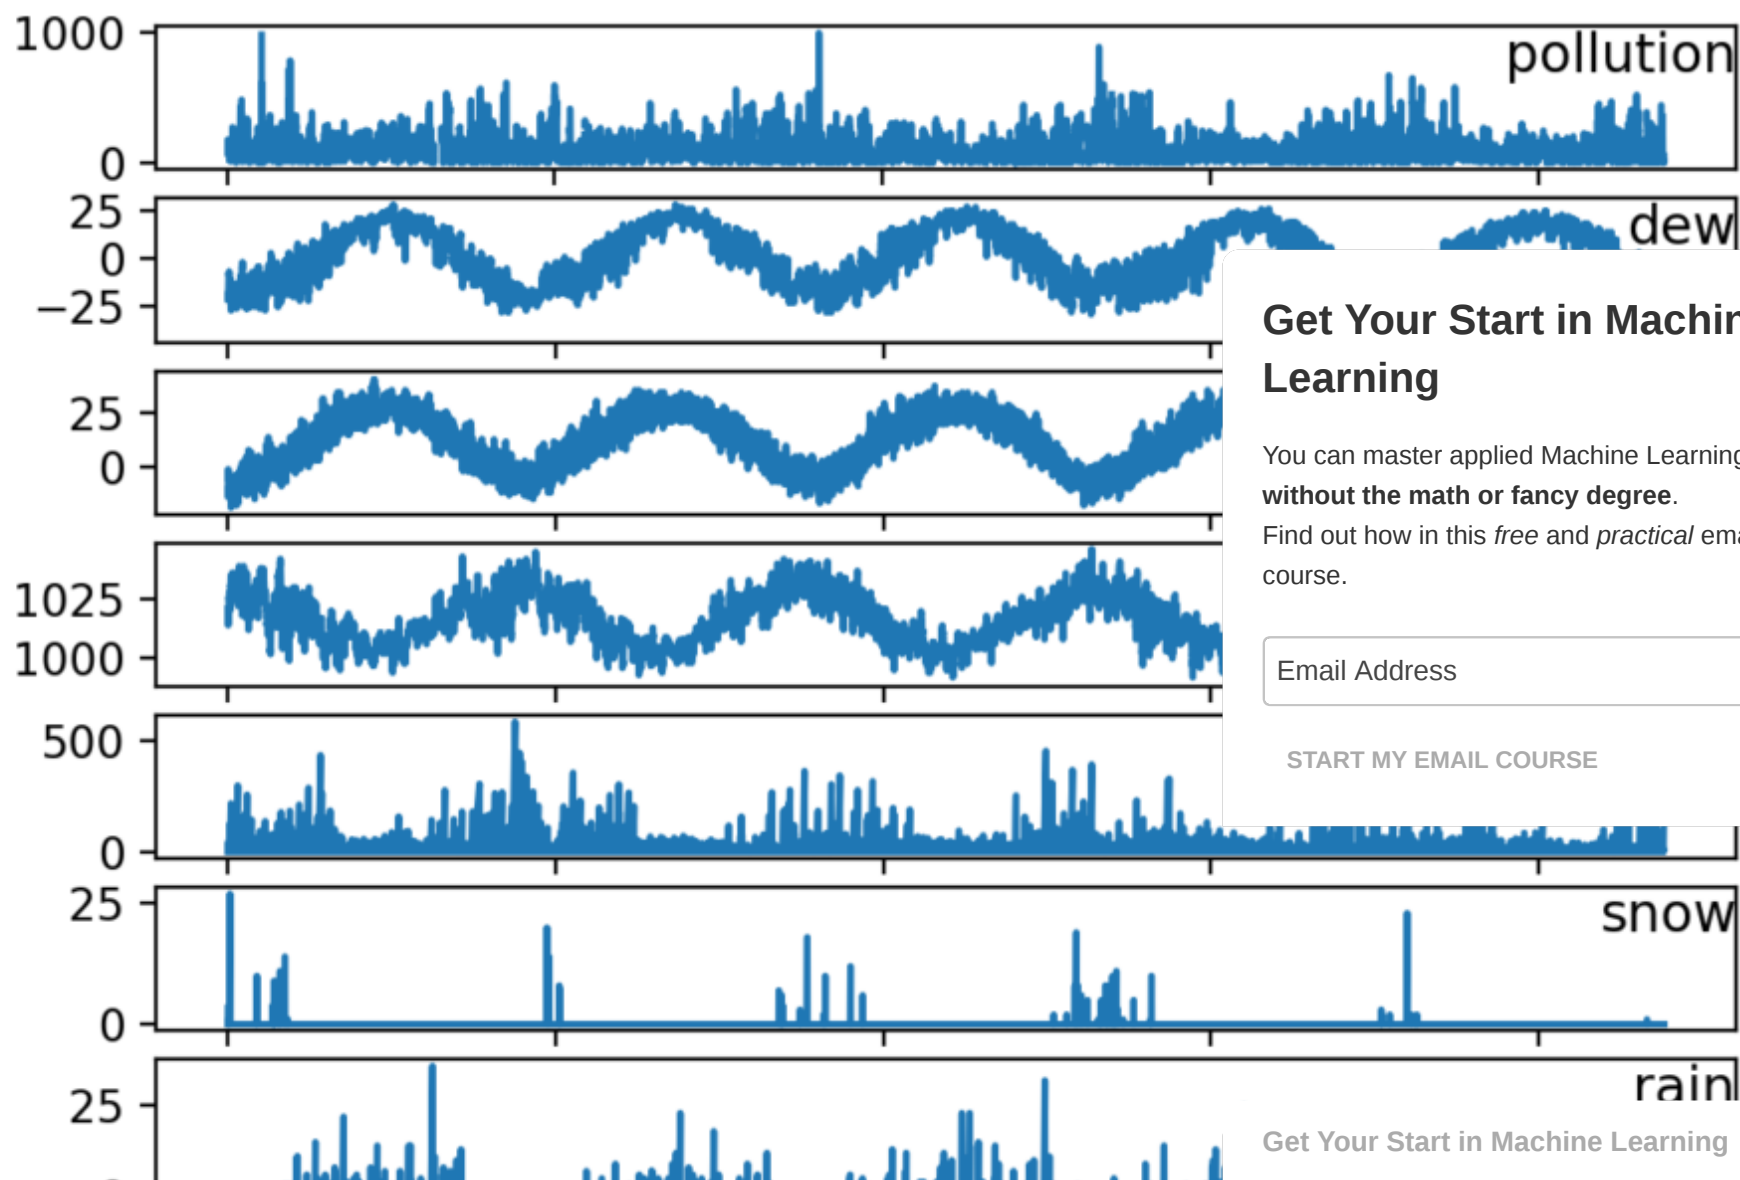 1000
0
pollution
25
0
−25
dew
25
0
1025
1000
500
0
25
0
snow
25
rain
Get Your Start in Machin
Learning
You can master applied Machine Learning
without the math or fancy degree.
Find out how in this free and practical ema
course.
Email Address
START MY EMAIL COURSE
Get Your Start in Machine Learning